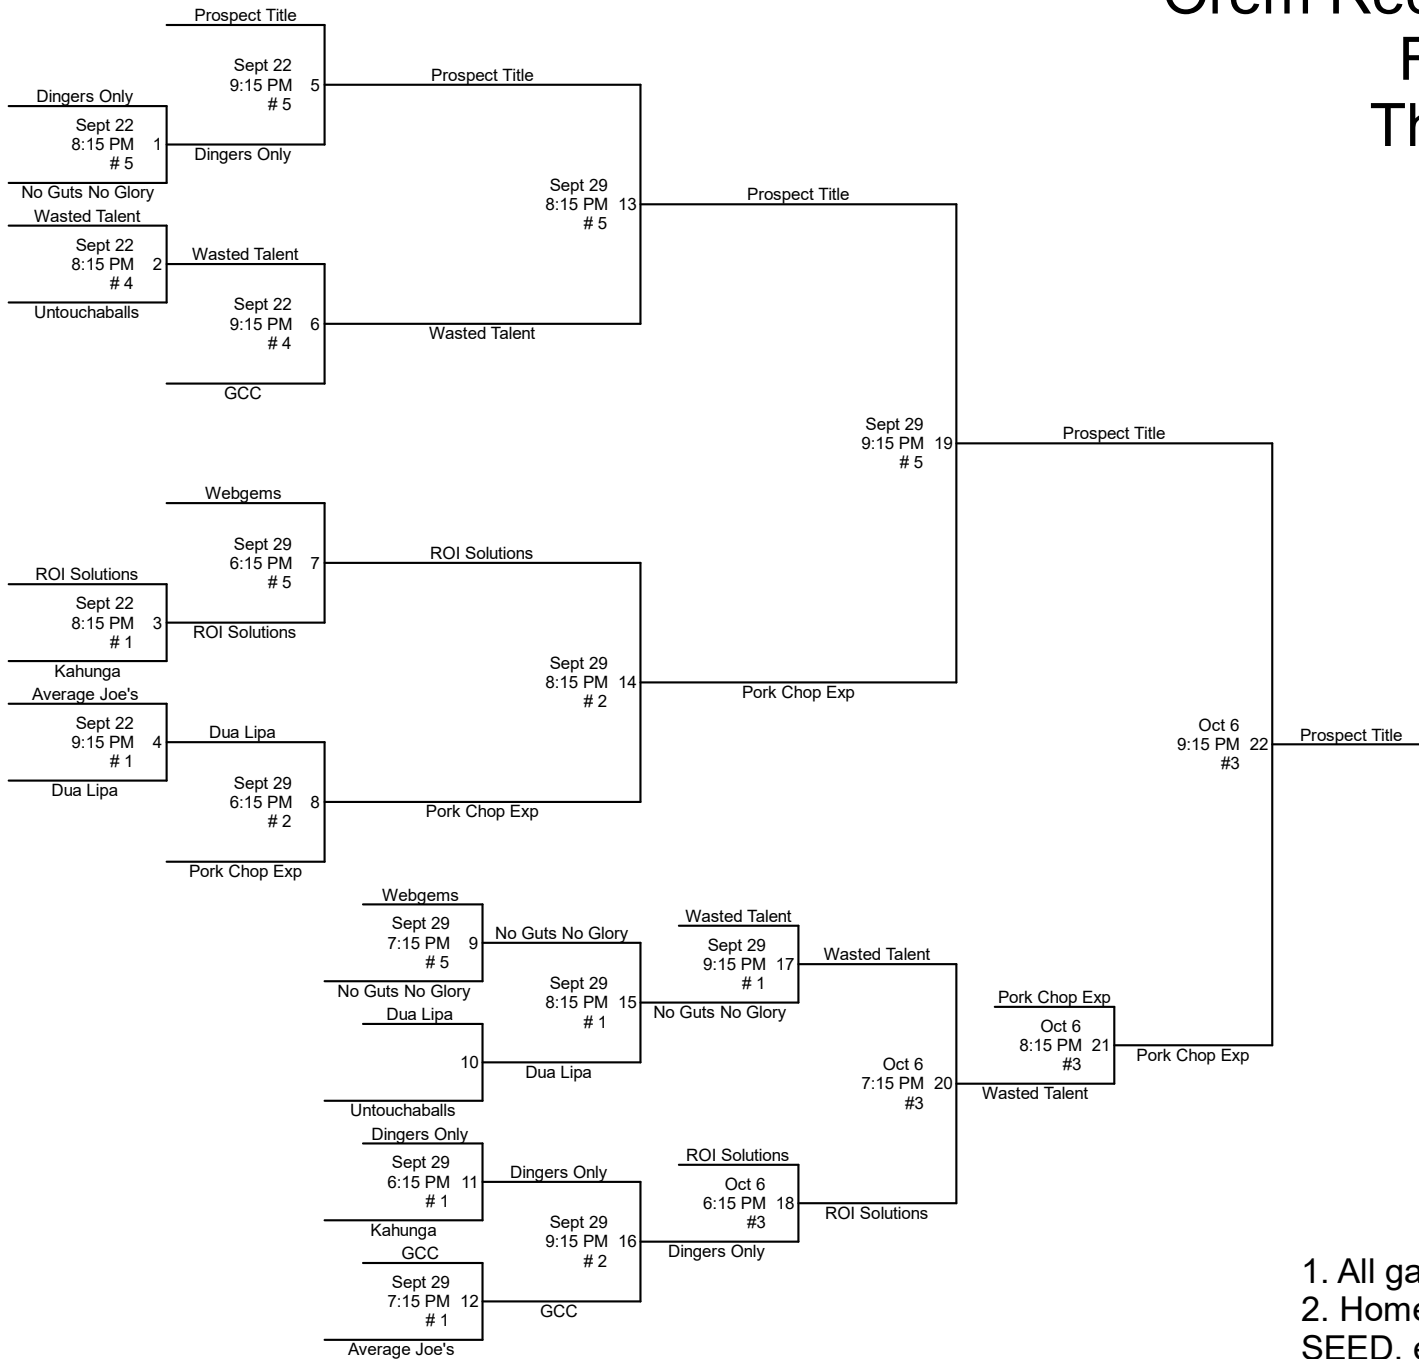 Prospect Title
Sept 22
9:15 PM 5
# 5
Dingers Only
Prospect Title
Dingers Only
Sept 22
8:15 PM 1
# 5
No Guts No Glory
Wasted Talent
Sept 22
8:15 PM 2
# 4
Untouchaballs
Wasted Talent
Sept 22
9:15 PM 6
# 4
GCC
Wasted Talent
Sept 29
8:15 PM 13
# 5
Prospect Title
Sept 29
9:15 PM 19
# 5
Prospect Title
Webgems
Sept 29
6:15 PM 7
# 5
ROI Solutions
ROI Solutions
ROI Solutions
Sept 22
8:15 PM 3
# 1
Kahunga
Average Joe's
Sept 22
9:15 PM 4
# 1
Dua Lipa
Dua Lipa
Sept 29
6:15 PM 8
# 2
Pork Chop Exp
Pork Chop Exp
Sept 29
8:15 PM 14
# 2
Pork Chop Exp
Oct 6
9:15 PM 22
#3
Prospect Title
Webgems
Sept 29
7:15 PM 9
# 5
No Guts No Glory
No Guts No Glory
Dua Lipa
10
Untouchaballs
Dua Lipa
Sept 29
8:15 PM 15
# 1
Wasted Talent
Sept 29
9:15 PM 17
# 1
No Guts No Glory
Wasted Talent
Dingers Only
Sept 29
6:15 PM 11
# 1
Kahunga
Dingers Only
GCC
Sept 29
7:15 PM 12
# 1
Average Joe's
GCC
Sept 29
9:15 PM 16
# 2
Dingers Only
ROI Solutions
Oct 6
6:15 PM 18
#3
ROI Solutions
Oct 6
7:15 PM 20
#3
Wasted Talent
Pork Chop Exp
Oct 6
8:15 PM 21
#3
Pork Chop Exp
1. All
2.
SEED,